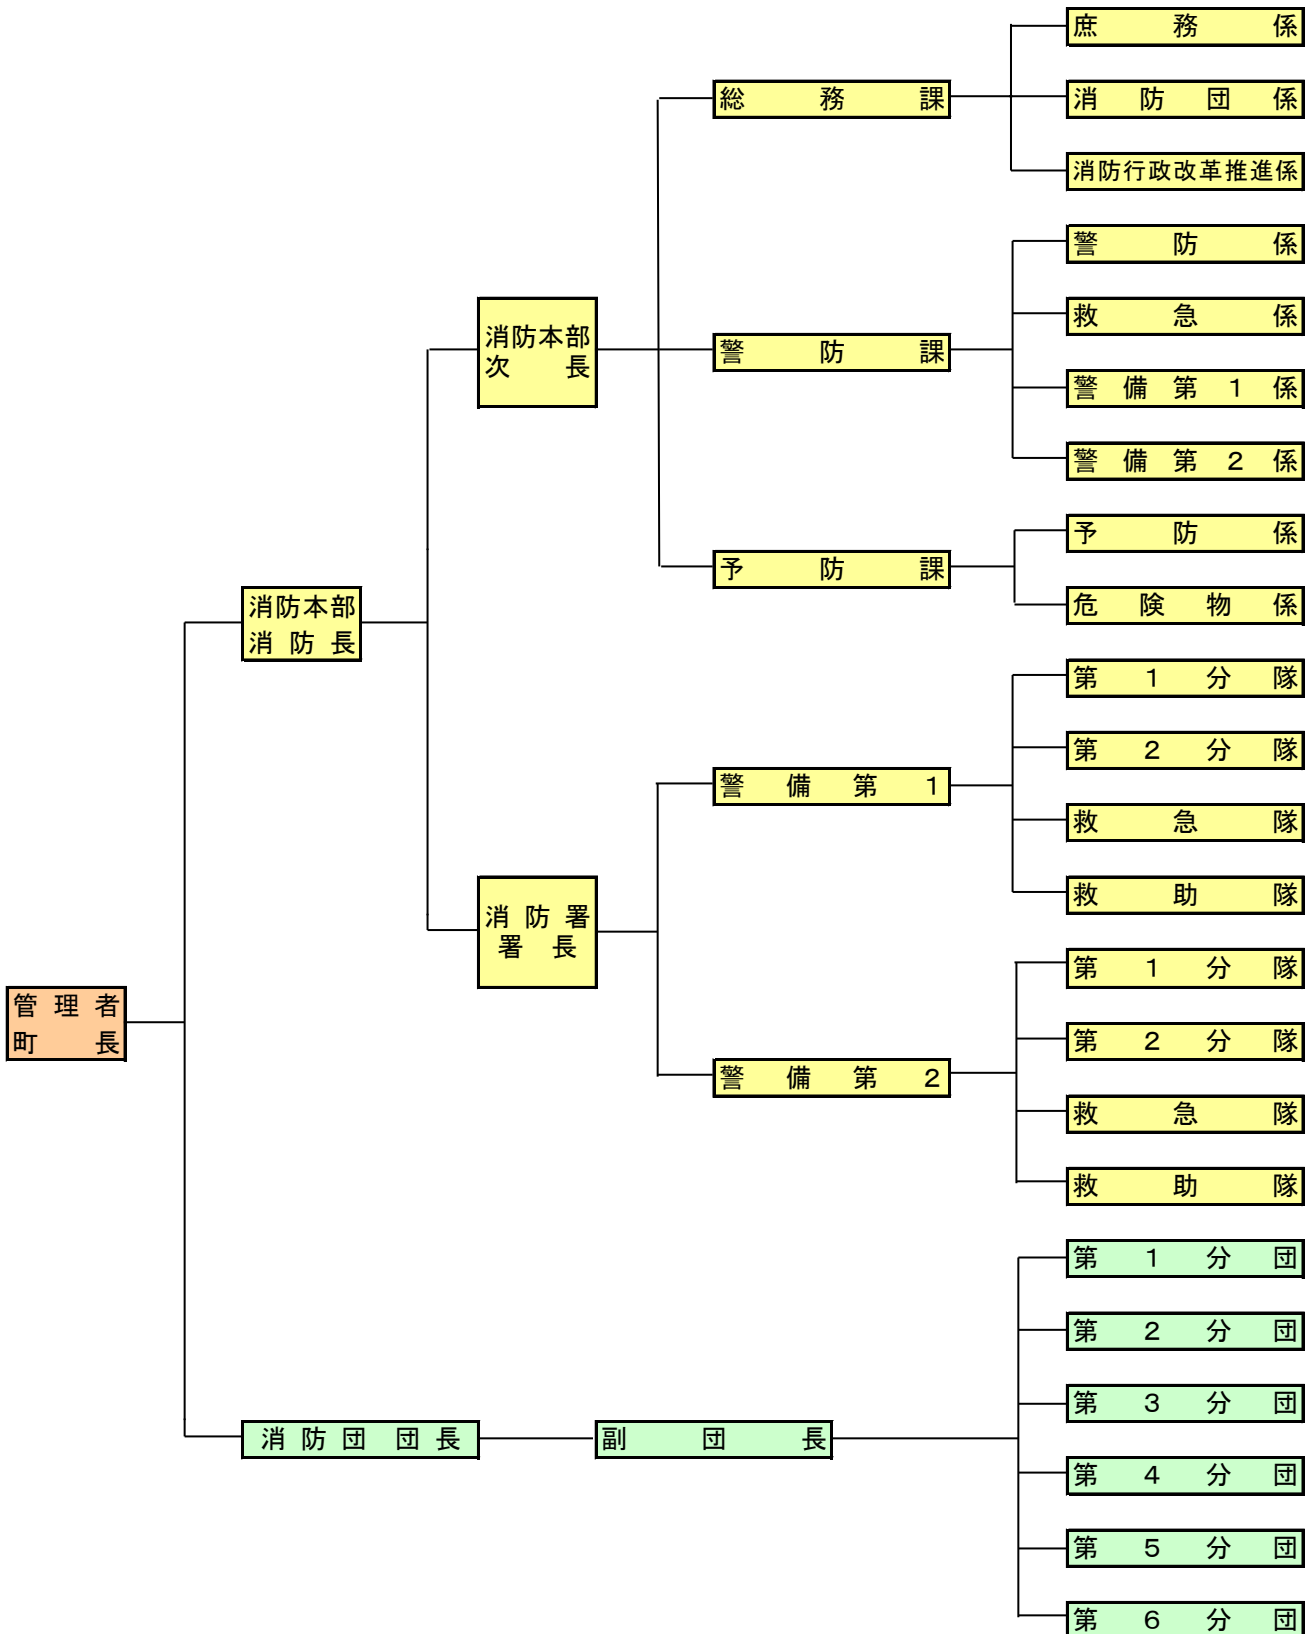 庶務係
総務課
消防団係
消防行政改革推進係
警防係
消防本部
次長
救急係
警防課
警備第１係
警備第２係
予防係
予防課
危険物係
消防本部
消防長
第１分隊
第２分隊
警備第１
救急隊
救助隊
消防署
署長
第１分隊
管理者
町長
第２分隊
警備第２
救急隊
救助隊
第１分団
第２分団
第３分団
消防団団長
副団長
第４分団
第５分団
第６分団